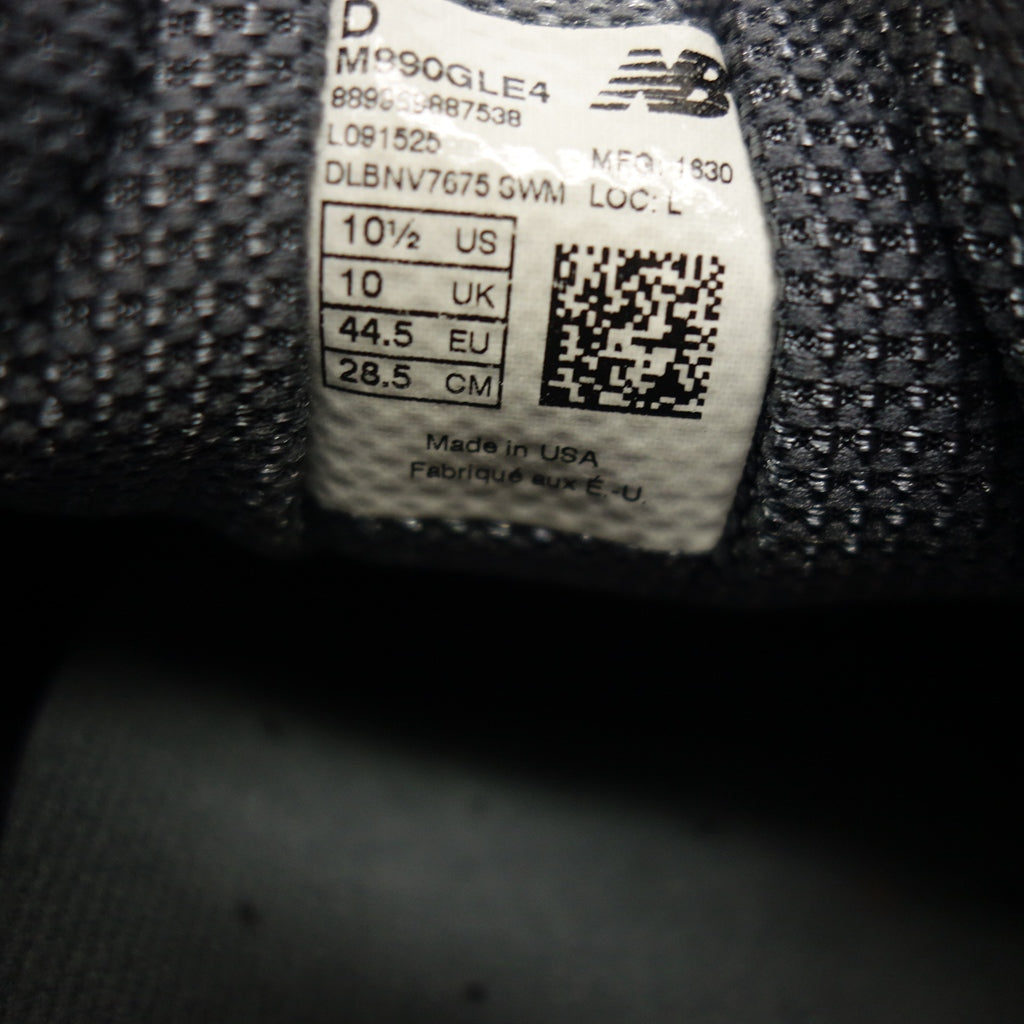 D
M990GLE4
NB
L091525
MFG: 1830
DLBNV7675 SWM LOC: L
10½ US
10 UK
44.5 EU
28.5 CM
Made in USA
Fabriqué aux É.-U.